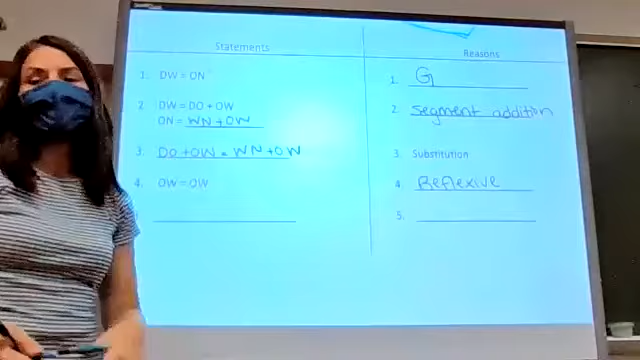 Statements
Reasons
1. DW = ON
1. G
2. DW = DO + OW
ON = WN + OW
2. segment addition
3. DO + OW = WN + OW
3. Substitution
4. OW = OW
4. Reflexive
5.